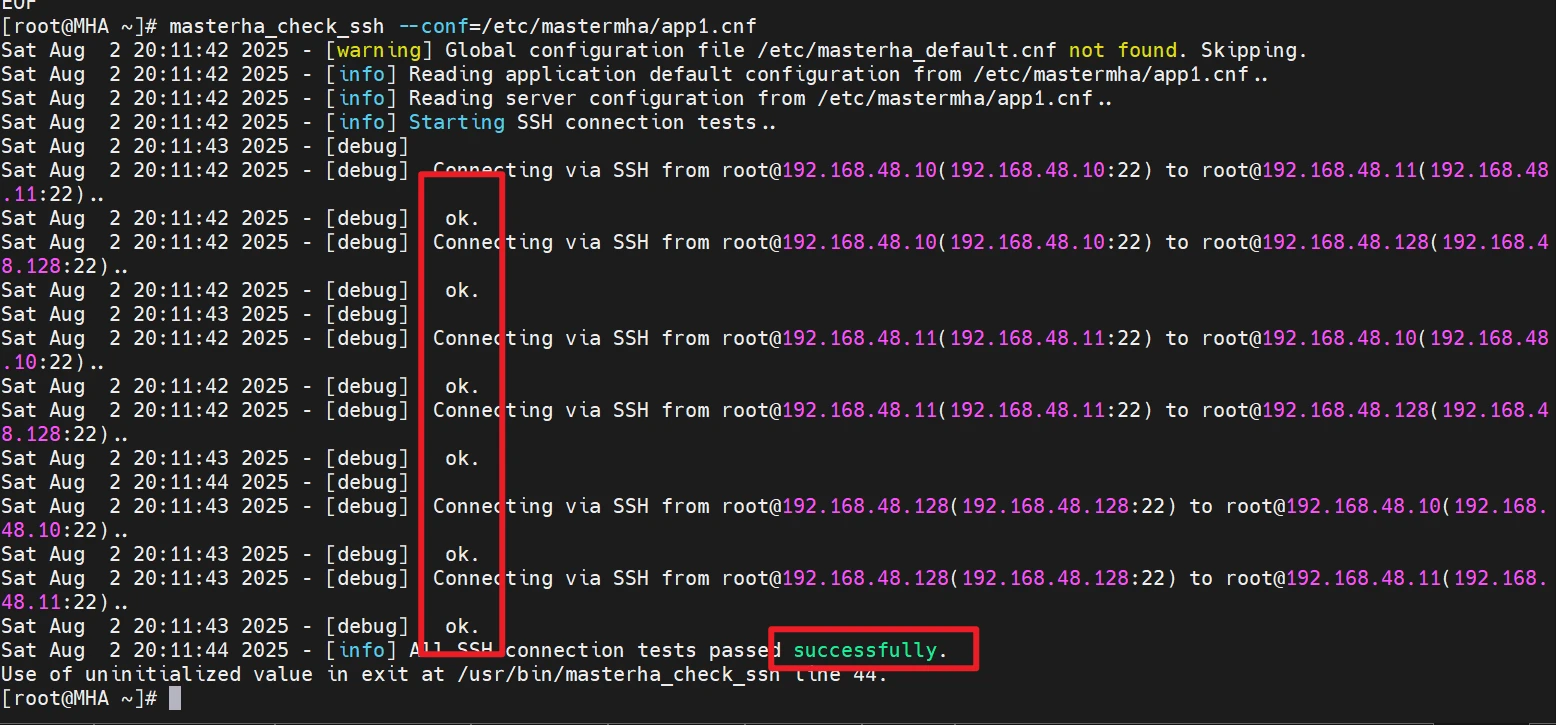 EOF
[root@MHA ~]# masterha_check_ssh --conf=/etc/mastermha/app1.cnf
Sat Aug  2 20:11:42 2025 - [warning] Global configuration file /etc/masterha_default.cnf not found. Skipping.
Sat Aug  2 20:11:42 2025 - [info] Reading application default configuration from /etc/mastermha/app1.cnf..
Sat Aug  2 20:11:42 2025 - [info] Reading server configuration from /etc/mastermha/app1.cnf..
Sat Aug  2 20:11:42 2025 - [info] Starting SSH connection tests..
Sat Aug  2 20:11:43 2025 - [debug]
Sat Aug  2 20:11:42 2025 - [debug]  Connecting via SSH from root@192.168.48.10(192.168.48.10:22) to root@192.168.48.11(192.168.48
.11:22)..
Sat Aug  2 20:11:42 2025 - [debug]   ok.
Sat Aug  2 20:11:42 2025 - [debug]  Connecting via SSH from root@192.168.48.10(192.168.48.10:22) to root@192.168.48.128(192.168.4
8.128:22)..
Sat Aug  2 20:11:42 2025 - [debug]   ok.
Sat Aug  2 20:11:43 2025 - [debug]
Sat Aug  2 20:11:42 2025 - [debug]  Connecting via SSH from root@192.168.48.11(192.168.48.11:22) to root@192.168.48.10(192.168.48
.10:22)..
Sat Aug  2 20:11:42 2025 - [debug]   ok.
Sat Aug  2 20:11:42 2025 - [debug]  Connecting via SSH from root@192.168.48.11(192.168.48.11:22) to root@192.168.48.128(192.168.4
8.128:22)..
Sat Aug  2 20:11:43 2025 - [debug]   ok.
Sat Aug  2 20:11:44 2025 - [debug]
Sat Aug  2 20:11:43 2025 - [debug]  Connecting via SSH from root@192.168.48.128(192.168.48.128:22) to root@192.168.48.10(192.168.
48.10:22)..
Sat Aug  2 20:11:43 2025 - [debug]   ok.
Sat Aug  2 20:11:43 2025 - [debug]  Connecting via SSH from root@192.168.48.128(192.168.48.128:22) to root@192.168.48.11(192.168.
48.11:22)..
Sat Aug  2 20:11:43 2025 - [debug]   ok.
Sat Aug  2 20:11:44 2025 - [info] All SSH connection tests passed successfully.
Use of uninitialized value in exit at /usr/bin/masterha_check_ssh line 44.
[root@MHA ~]#